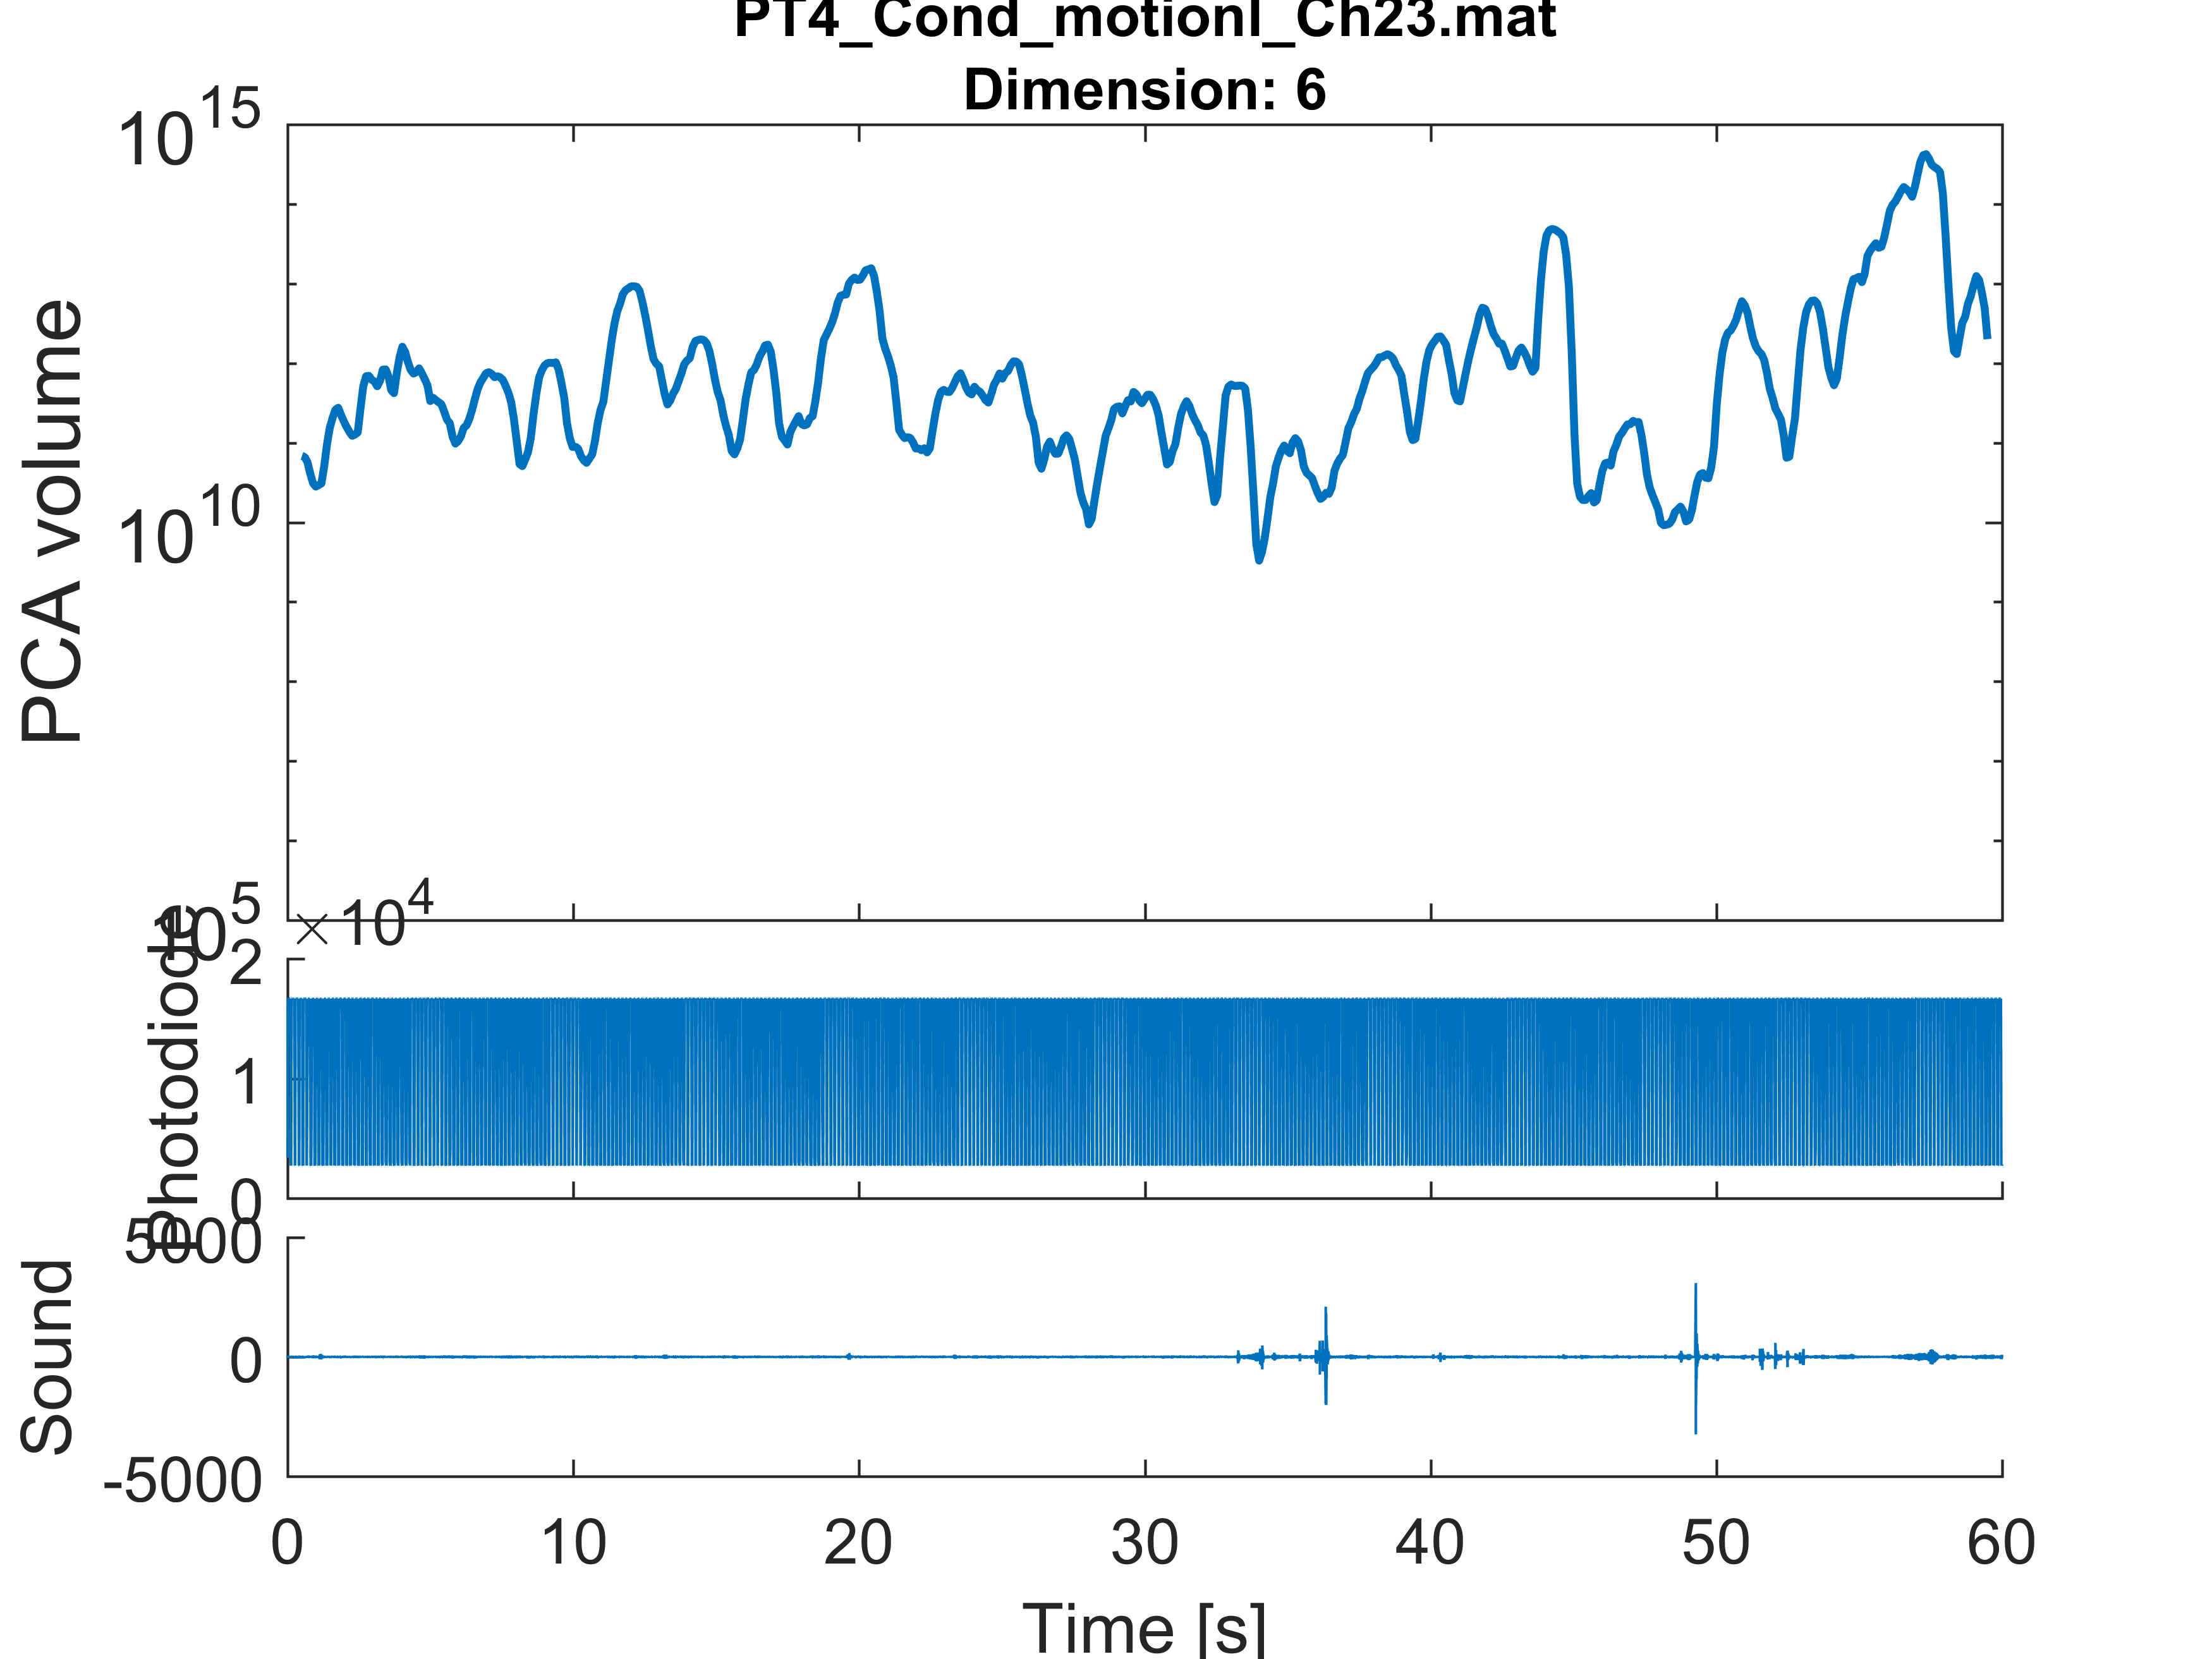 PT4_Cond_motionI_Ch23.mat
Dimension: 6
10^15
10^10
10^5
PCA volume
×10^4
2
1
0
Photodiode
5000
0
-5000
Sound
0 10 20 30 40 50 60
Time [s]